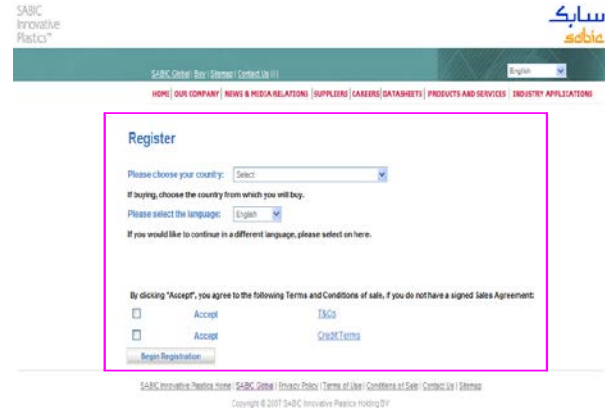 SABIC
Innovative
Plastics™
سابك
sabic
SABIC Global | Buy | Sitemap | Contact Us | | |
English
HOME | OUR COMPANY | NEWS & MEDIA RELATIONS | SUPPLIERS | CAREERS | DATASHEETS | PRODUCTS AND SERVICES | INDUSTRY APPLICATIONS
Register
Please choose your country: Select
If buying, choose the country from which you will buy.
Please select the language: English
If you would like to continue in a different language, please select on here.
By clicking "Accept", you agree to the following Terms and Conditions of sale, if you do not have a signed Sales Agreement:
Accept T&Cs
Accept Credit Terms
Begin Registration
SABIC Innovative Plastics Home | SABIC Global | Privacy Policy | Terms of Use | Conditions of Sale | Contact Us | Sitemap
Copyright © 2007 SABIC Innovative Plastics Holding BV